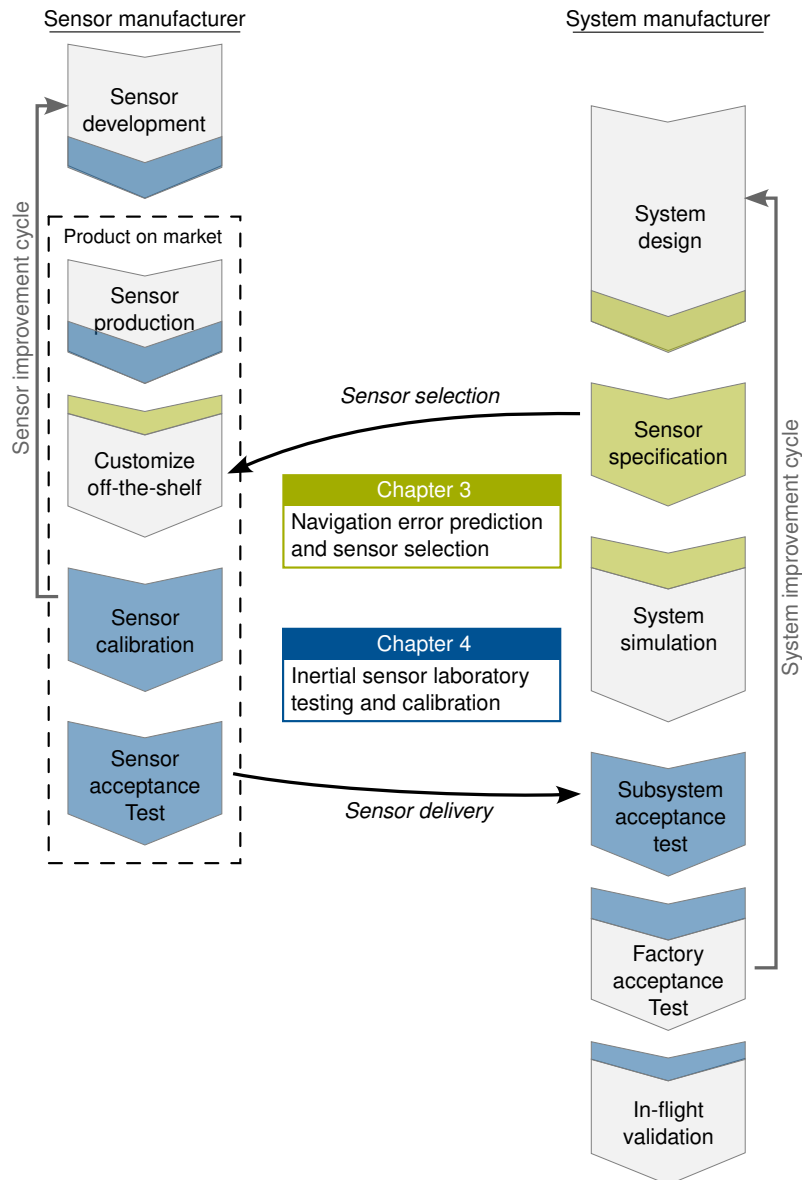 Sensor manufacturer
Sensor
development
Sensor improvement cycle
Product on market
Sensor
production
Customize
off-the-shelf
Sensor
calibration
Sensor
acceptance
Test
Sensor selection
Chapter 3
Navigation error prediction
and sensor selection
Chapter 4
Inertial sensor laboratory
testing and calibration
Sensor delivery
System manufacturer
System
design
Sensor
specification
System
simulation
Subsystem
acceptance
test
Factory
acceptance
Test
In-flight
validation
System improvement cycle